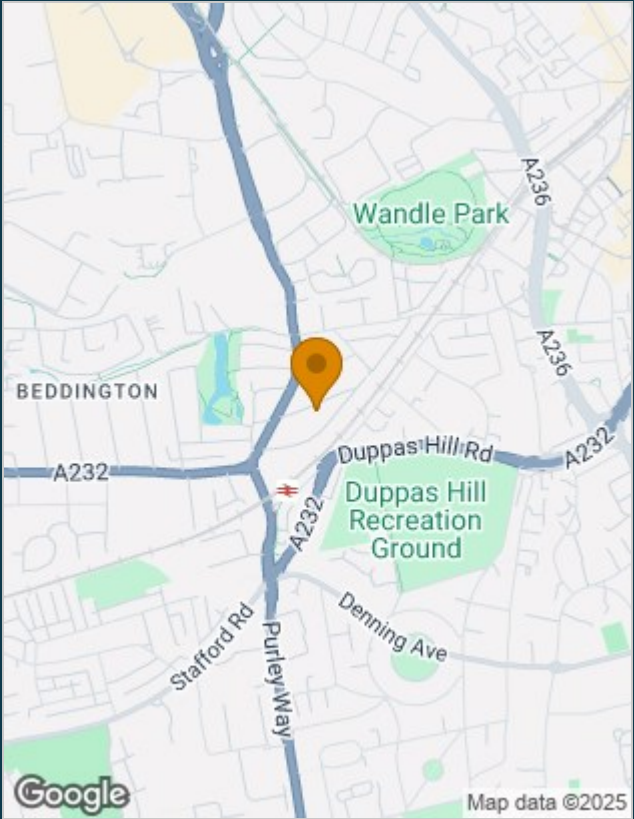 A236
Wandle Park
A236
BEDDINGTON
Duppas Hill Rd
A232
A232
Duppas Hill
Recreation
Ground
A232
Denning Ave
Stafford Rd
Purley Way
Google
Map data ©2025